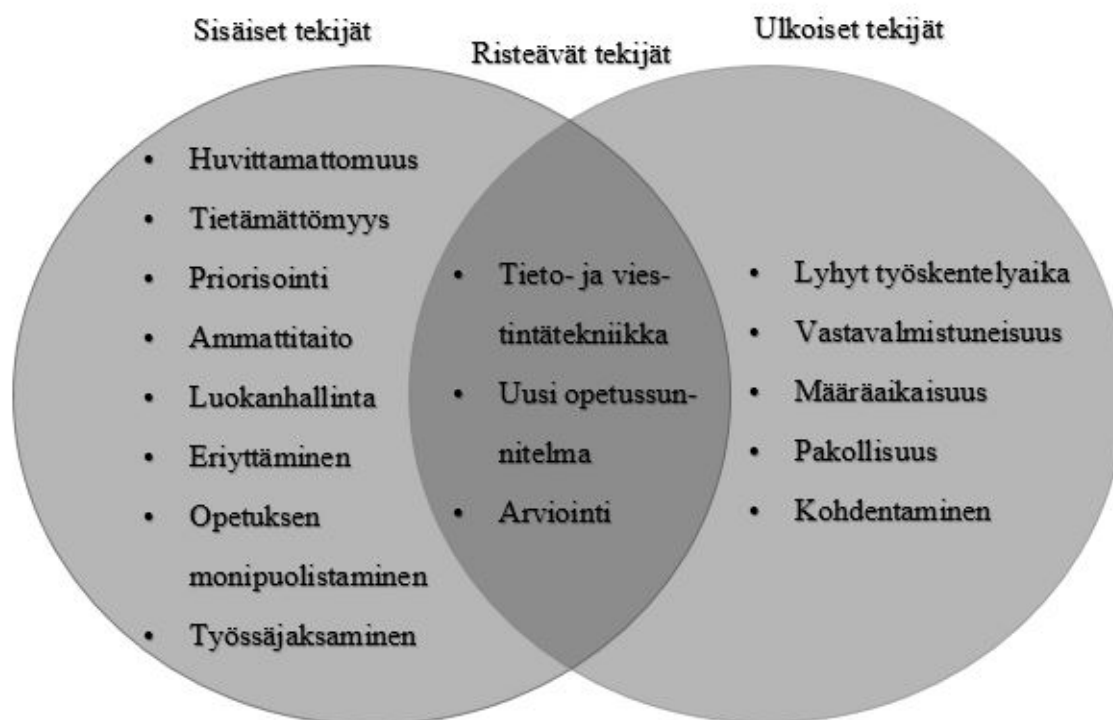 Sisäiset tekijät
Risteävät tekijät
Ulkoiset tekijät
• Huvittamattomuus
• Tietämättömyys
• Priorisointi
• Ammattitaito
• Luokanhallinta
• Eriyttäminen
• Opetuksen
monipuolistaminen
• Työssäjaksaminen
• Tieto- ja vies-
tintätekniikka
• Uusi opetussun-
nitelma
• Arviointi
• Lyhyt työskentelyaika
• Vastavalmistuneisuus
• Määräaikaisuus
• Pakollisuus
• Kohdentaminen